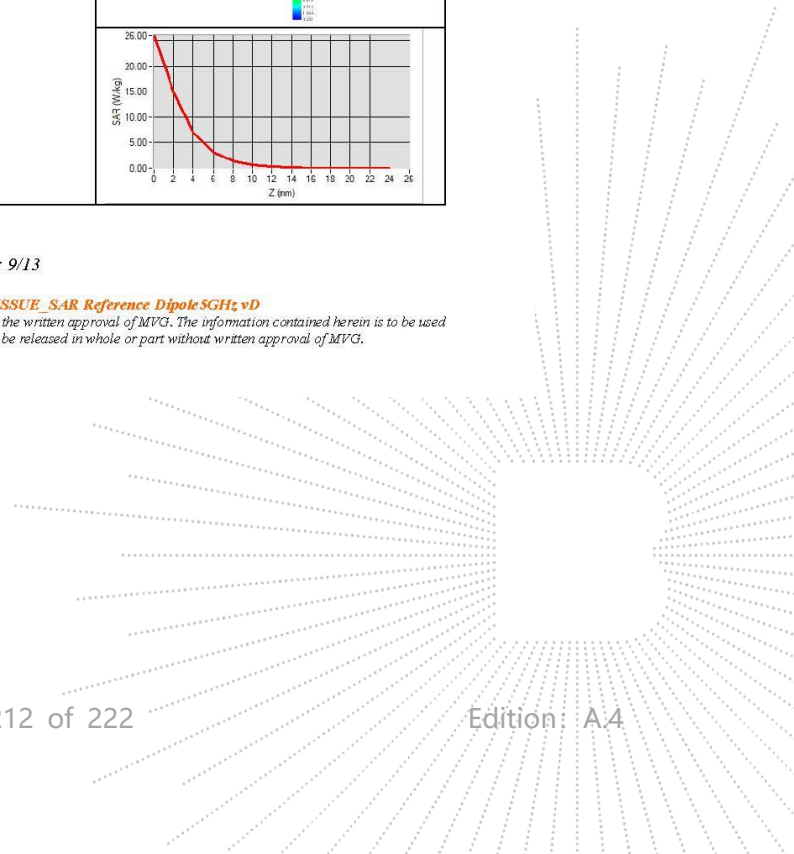 26.00
20.00
15.00
10.00
5.00
0.00
SAR (W/kg)
0 2 4 6 8 10 12 14 16 18 20 22 24 26
Z (mm)
: 9/13
ISSUE_SAR Reference Dipole5GHz vD
the written approval of MVG. The information contained herein is to be used
be released in whole or part without written approval of MVG.
212 of 222
Edition: A.4